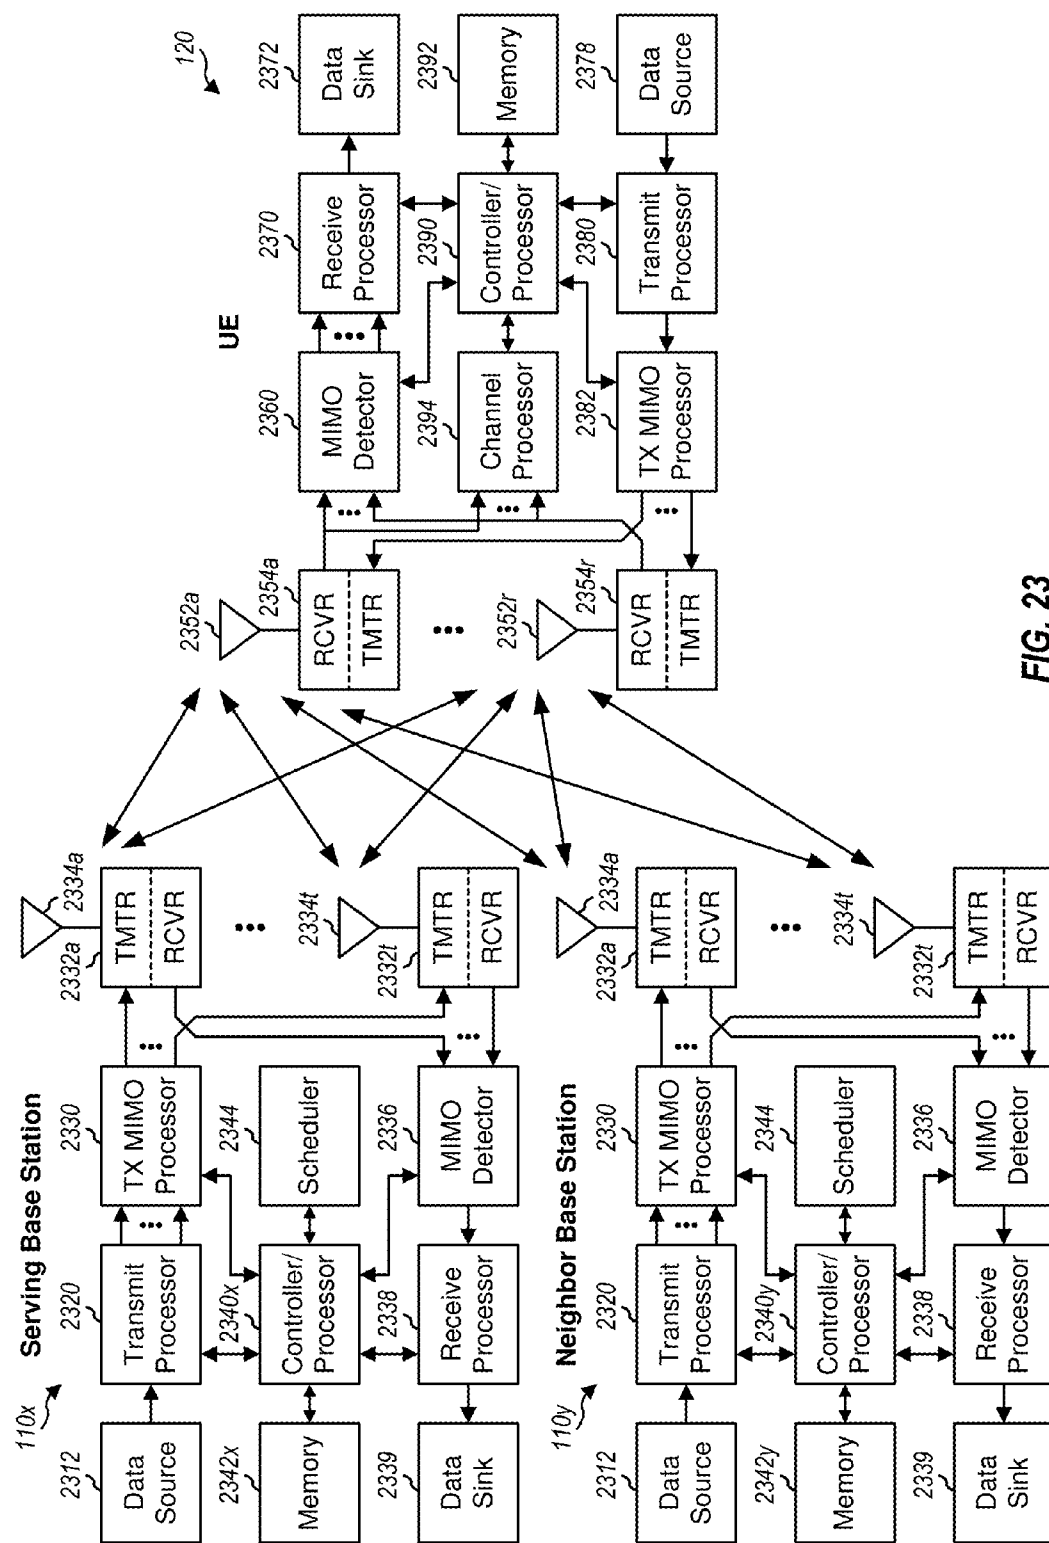 Serving Base Station
110x
2312
Data
Source
2320
Transmit
Processor
2330
TX MIMO
Processor
2332a
2334a
TMTR
RCVR
2342x
Memory
2340x
Controller/
Processor
2344
Scheduler
2334t
2339
Data
Sink
2338
Receive
Processor
2336
MIMO
Detector
2332t
TMTR
RCVR
Neighbor Base Station
110y
2312
Data
Source
2320
Transmit
Processor
2330
TX MIMO
Processor
2332a
2334a
TMTR
RCVR
2342y
Memory
2340y
Controller/
Processor
2344
Scheduler
2334t
2339
Data
Sink
2338
Receive
Processor
2336
MIMO
Detector
2332t
TMTR
RCVR
UE
120
2352a
2354a
RCVR
TMTR
2360
MIMO
Detector
2370
Receive
Processor
2372
Data
Sink
2394
Channel
Processor
2390
Controller/
Processor
2392
Memory
2352r
2354r
RCVR
TMTR
2382
TX MIMO
Processor
2380
Transmit
Processor
2378
Data
Source
FIG. 23